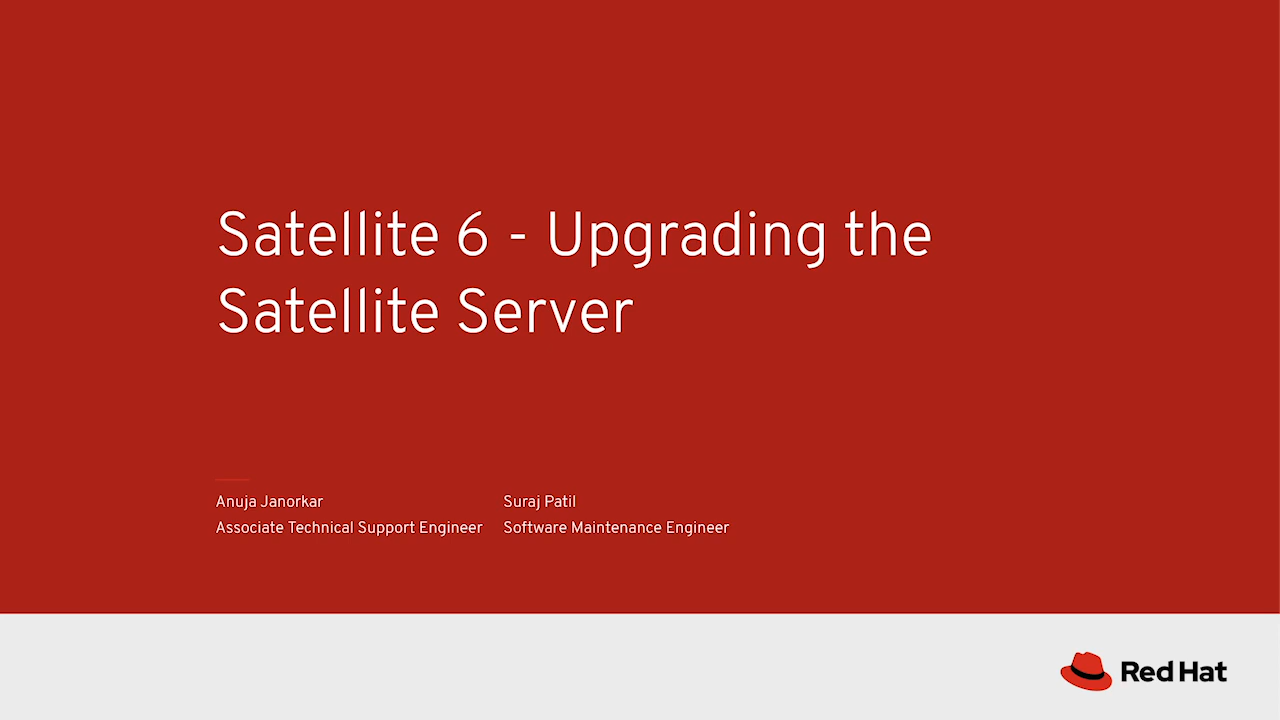 Satellite 6 - Upgrading the
Satellite Server
Anuja Janorkar
Associate Technical Support Engineer
Suraj Patil
Software Maintenance Engineer
Red Hat